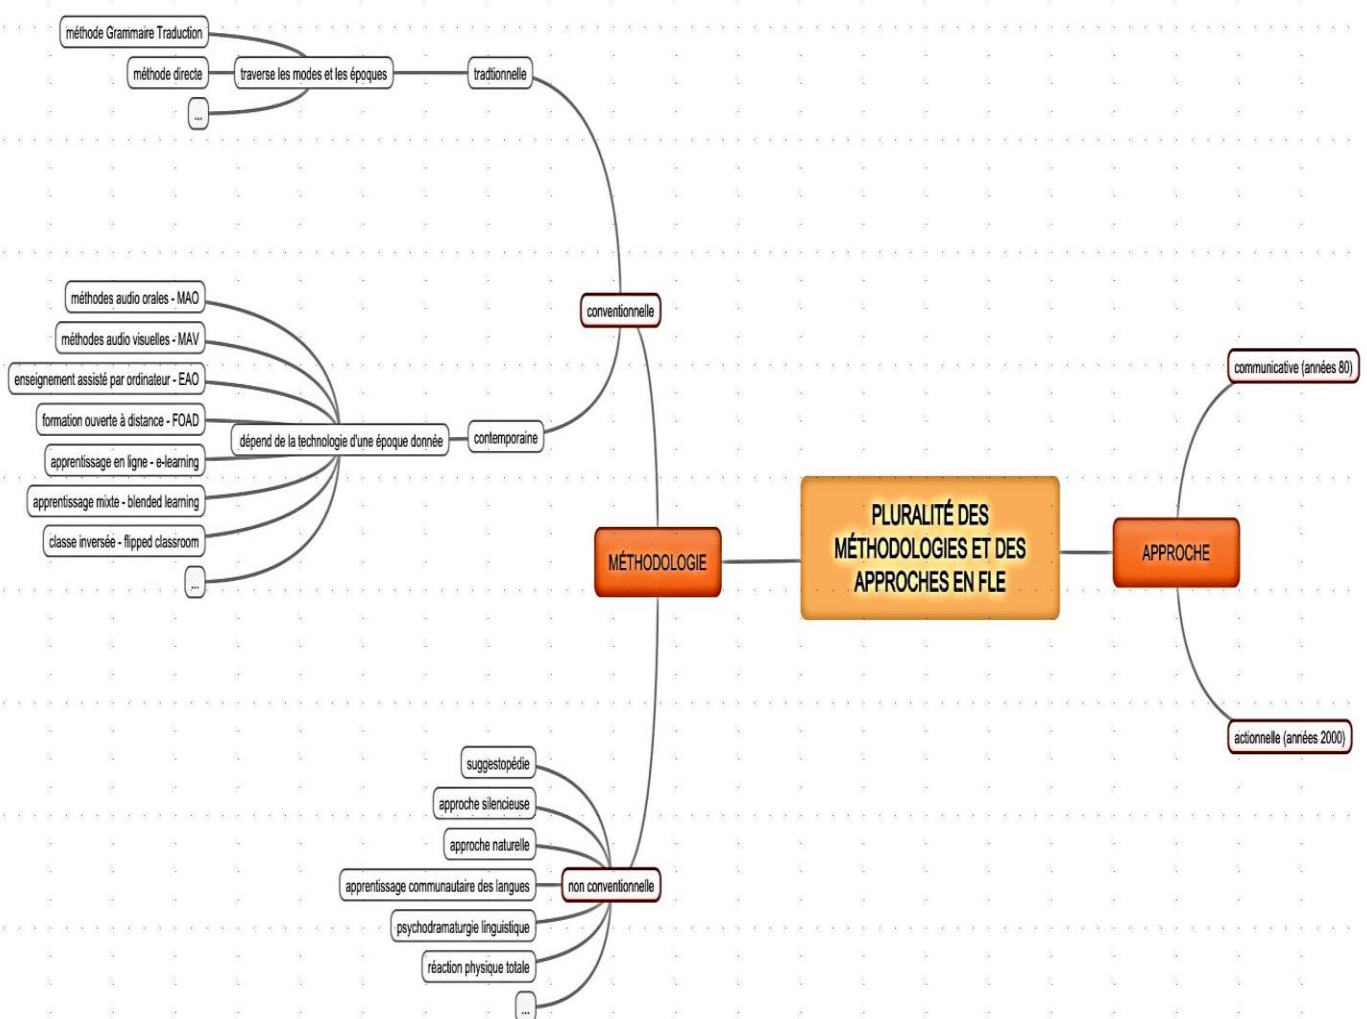 méthode Grammaire Traduction
méthode directe
...
traverse les modes et les époques
tradtionnelle
méthodes audio orales - MAO
méthodes audio visuelles - MAV
enseignement assisté par ordinateur - EAO
formation ouverte à distance - FOAD
apprentissage en ligne - e-learning
apprentissage mixte - blended learning
classe inversée - flipped classroom
...
dépend de la technologie d'une époque donnée
contemporaine
conventionnelle
suggestopédie
approche silencieuse
approche naturelle
apprentissage communautaire des langues
psychodramaturgie linguistique
réaction physique totale
...
non conventionnelle
MÉTHODOLOGIE
PLURALITÉ DES
MÉTHODOLOGIES ET DES
APPROCHES EN FLE
APPROCHE
communicative (années 80)
actionnelle (années 2000)